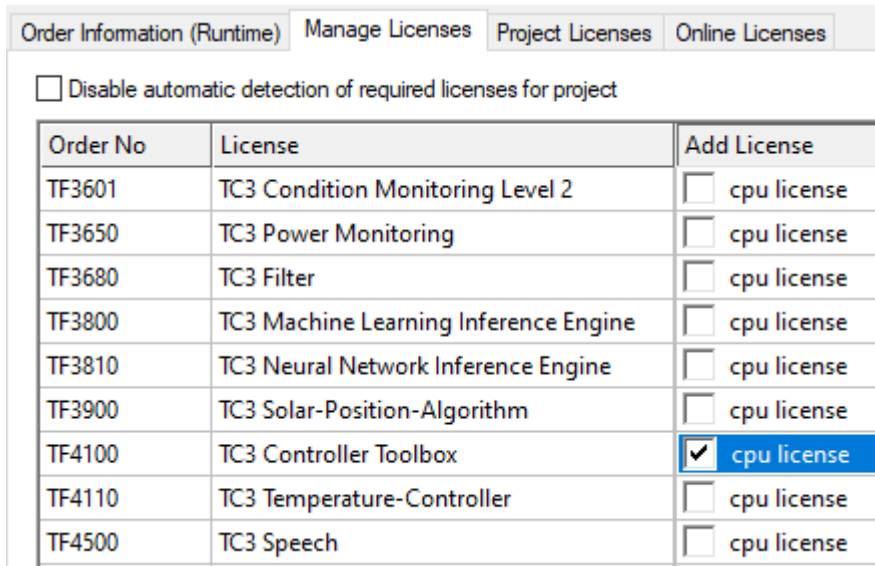 Order Information (Runtime) Manage Licenses Project Licenses Online Licenses
Disable automatic detection of required licenses for project
Order No License Add License
TF3601 TC3 Condition Monitoring Level 2 cpu license
TF3650 TC3 Power Monitoring cpu license
TF3680 TC3 Filter cpu license
TF3800 TC3 Machine Learning Inference Engine cpu license
TF3810 TC3 Neural Network Inference Engine cpu license
TF3900 TC3 Solar-Position-Algorithm cpu license
TF4100 TC3 Controller Toolbox cpu license
TF4110 TC3 Temperature-Controller cpu license
TF4500 TC3 Speech cpu license